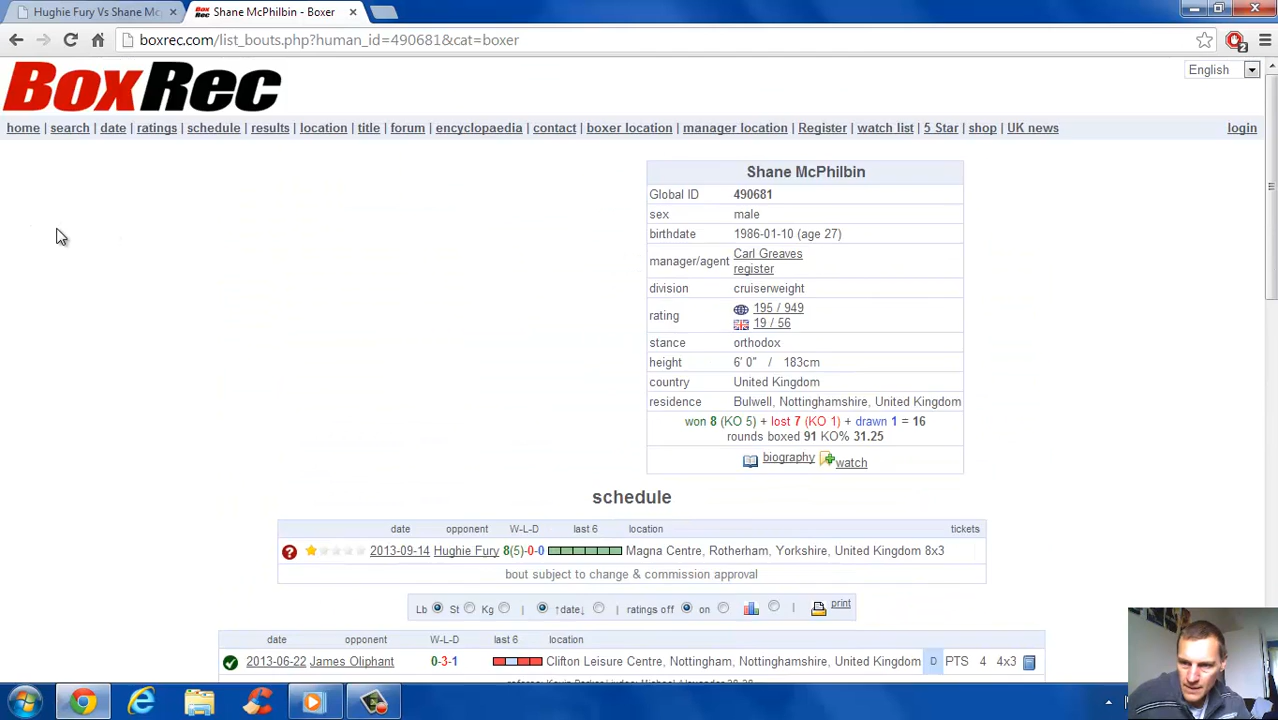 Hughie Fury Vs Shane Mc
Shane McPhilbin - Boxer
boxrec.com/list_bouts.php?human_id=490681&cat=boxer
2
BoxRec
English
home | search | date | ratings | schedule | results | location | title | forum | encyclopaedia | contact | boxer location | manager location | Register | watch list | 5 Star | shop | UK news
login
Shane McPhilbin
Global ID 490681
sex male
birthdate 1986-01-10 (age 27)
manager/agent Carl Greaves
register
division cruiserweight
rating 195 / 949
19 / 56
stance orthodox
height 6′ 0″ / 183cm
country United Kingdom
residence Bulwell, Nottinghamshire, United Kingdom
won 8 (KO 5) + lost 7 (KO 1) + drawn 1 = 16
rounds boxed 91 KO% 31.25
biography watch
schedule
date opponent W-L-D last 6 location tickets
2013-09-14 Hughie Fury 8(5)-0-0 Magna Centre, Rotherham, Yorkshire, United Kingdom 8x3
bout subject to change & commission approval
Lb St Kg | ↑date↓ | ratings off on | print
date opponent W-L-D last 6 location
2013-06-22 James Oliphant 0-3-1 Clifton Leisure Centre, Nottingham, Nottinghamshire, United Kingdom D PTS 4 4x3